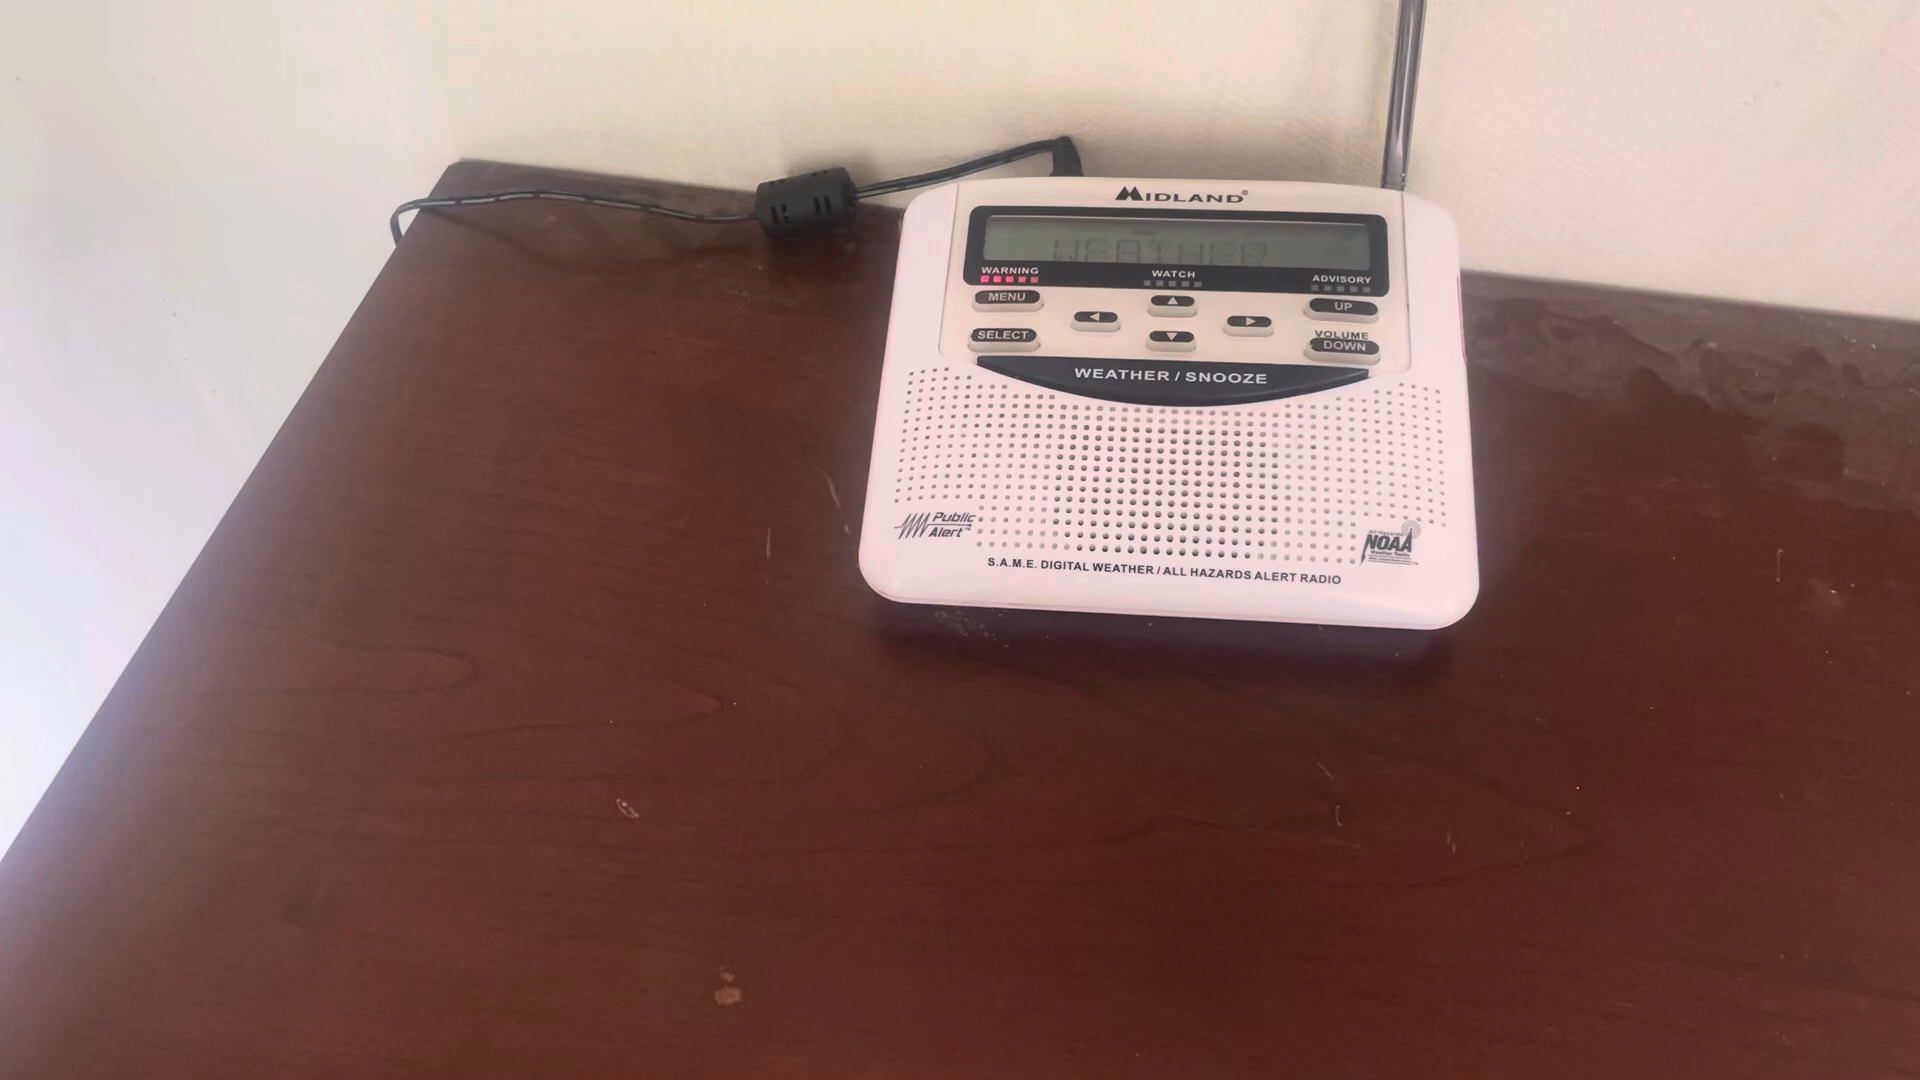 MIDLAND
WEATHER
WARNING WATCH ADVISORY
MENU UP
SELECT VOLUME
DOWN
WEATHER / SNOOZE
Public
Alert
NOAA
S.A.M.E. DIGITAL WEATHER / ALL HAZARDS ALERT RADIO